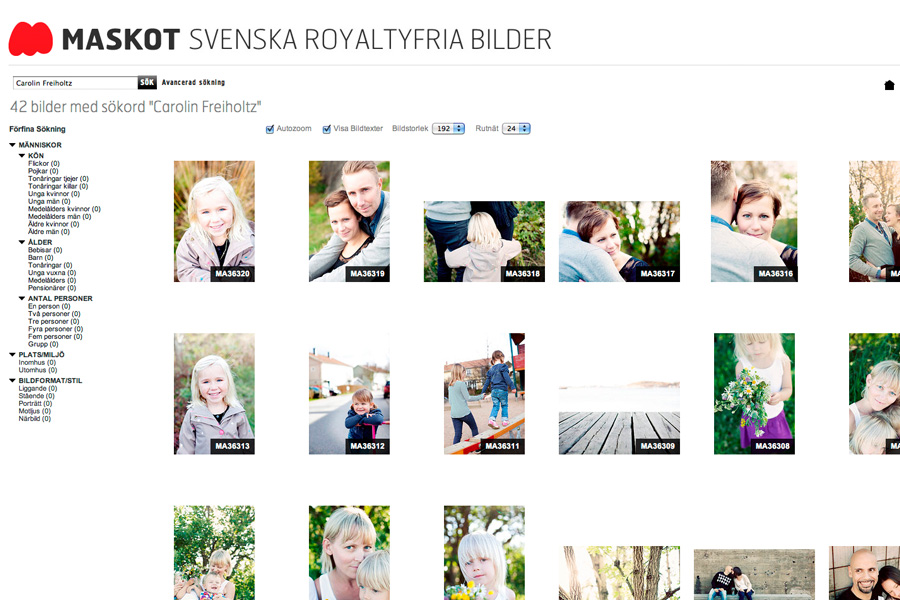 MASKOT SVENSKA ROYALTYFRIA BILDER
Carolin Freiholtz SÖK Avancerad sökning
42 bilder med sökord "Carolin Freiholtz"
Förfina Sökning
Autozoom Visa Bildtexter Bildstorlek 192 Rutnät 24
MÄNNISKOR
KÖN
Flickor (0)
Pojkar (0)
Tonåringar tjejer (0)
Tonåringar killar (0)
Unga kvinnor (0)
Unga män (0)
Medelålders kvinnor (0)
Medelålders män (0)
Äldre kvinnor (0)
Äldre män (0)
ÅLDER
Bebisar (0)
Barn (0)
Tonåringar (0)
Unga vuxna (0)
Medelålders (0)
Pensionärer (0)
ANTAL PERSONER
En person (0)
Två personer (0)
Tre personer (0)
Fyra personer (0)
Fem personer (0)
Grupp (0)
PLATS/MILJÖ
Inomhus (0)
Utomhus (0)
BILDFORMAT/STIL
Liggande (0)
Stående (0)
Porträtt (0)
Motljus (0)
Närbild (0)
MA36320 MA36319 MA36318 MA36317 MA36316 MA
MA36313 MA36312 MA36311 MA36309 MA36308 MA